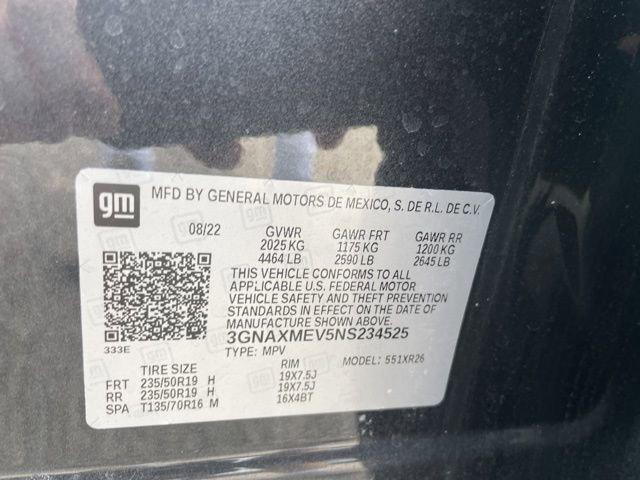 gm
MFD BY GENERAL MOTORS DE MEXICO, S. DE R.L. DE C.V.
08/22 GVWR GAWR FRT GAWR RR
2025 KG 1175 KG 1200 KG
4464 LB 2590 LB 2645 LB
THIS VEHICLE CONFORMS TO ALL
APPLICABLE U.S. FEDERAL MOTOR
VEHICLE SAFETY AND THEFT PREVENTION
STANDARDS IN EFFECT ON THE DATE OF
MANUFACTURE SHOWN ABOVE.
3GNAXMEV5NS234525
333E TYPE: MPV MODEL: 551XR26
TIRE SIZE RIM
FRT 235/50R19 H 19X7.5J
RR 235/50R19 H 19X7.5J
SPA T135/70R16 M 16X4BT